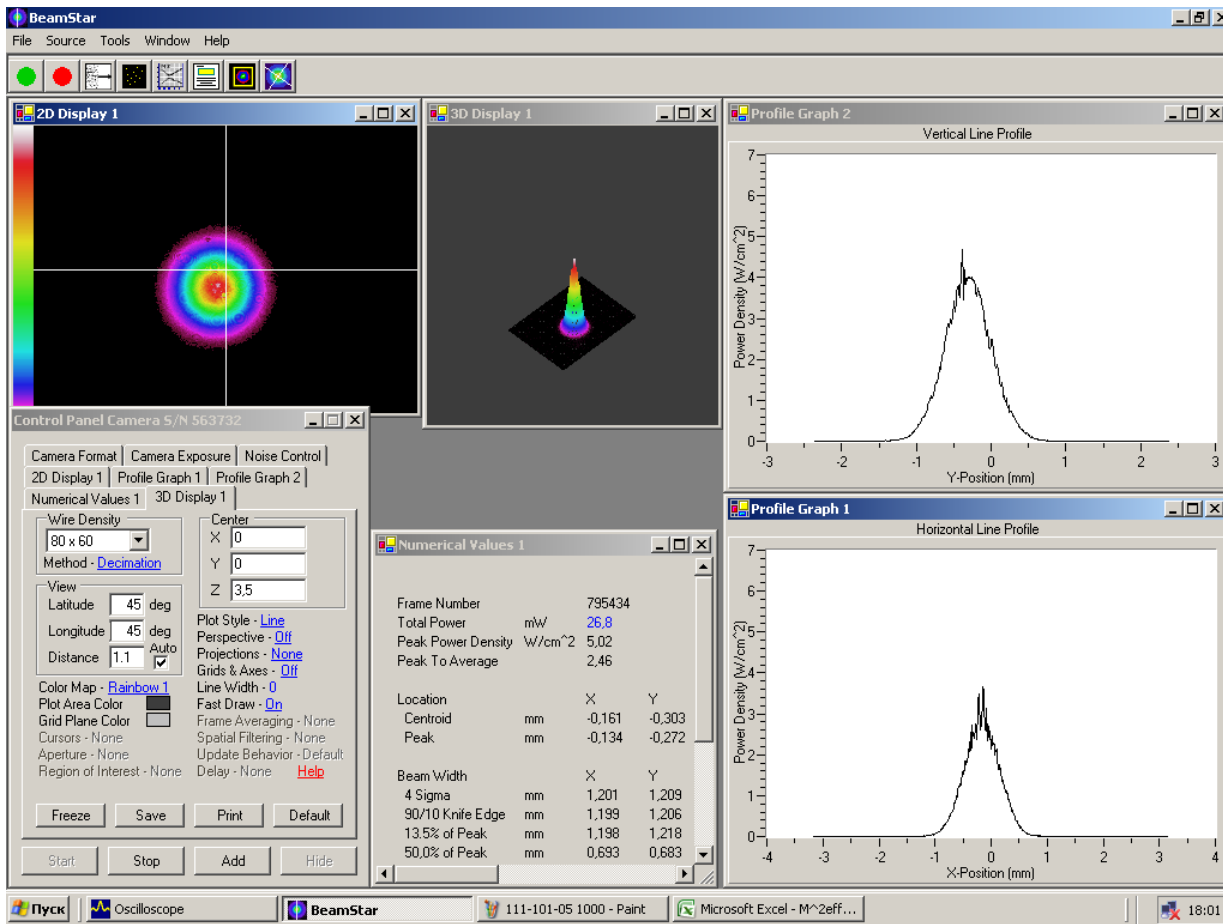 BeamStar
File Source Tools Window Help
2D Display 1
3D Display 1
Profile Graph 2
Vertical Line Profile
7
6
5
4
3
2
1
0
Power Density (W/cm^2)
-3 -2 -1 0 1 2 3
Y-Position (mm)
Control Panel Camera S/N 563732
Camera Format Camera Exposure Noise Control
2D Display 1 Profile Graph 1 Profile Graph 2
Numerical Values 1 3D Display 1
Wire Density
80 x 60
Method - Decimation
View
Latitude 45 deg
Longitude 45 deg
Distance 1.1 Auto
Center
X 0
Y 0
Z 3,5
Plot Style - Line
Perspective - Off
Projections - None
Grids & Axes - Off
Color Map - Rainbow 1 Line Width - 0
Plot Area Color Fast Draw - On
Grid Plane Color Frame Averaging - None
Cursors - None Spatial Filtering - None
Aperture - None Update Behavior - Default
Region of Interest - None Delay - None Help
Freeze Save Print Default
Start Stop Add Hide
Numerical Values 1
Frame Number 795434
Total Power mW 26,8
Peak Power Density W/cm^2 5,02
Peak To Average 2,46
Location X Y
Centroid mm -0,161 -0,303
Peak mm -0,134 -0,272
Beam Width X Y
4 Sigma mm 1,201 1,209
90/10 Knife Edge mm 1,199 1,206
13.5% of Peak mm 1,198 1,218
50,0% of Peak mm 0,693 0,683
Profile Graph 1
Horizontal Line Profile
7
6
5
4
3
2
1
0
Power Density (W/cm^2)
-4 -3 -2 -1 0 1 2 3 4
X-Position (mm)
Пуск Oscilloscope BeamStar 111-101-05 1000 - Paint Microsoft Excel - M^2eff... 18:01